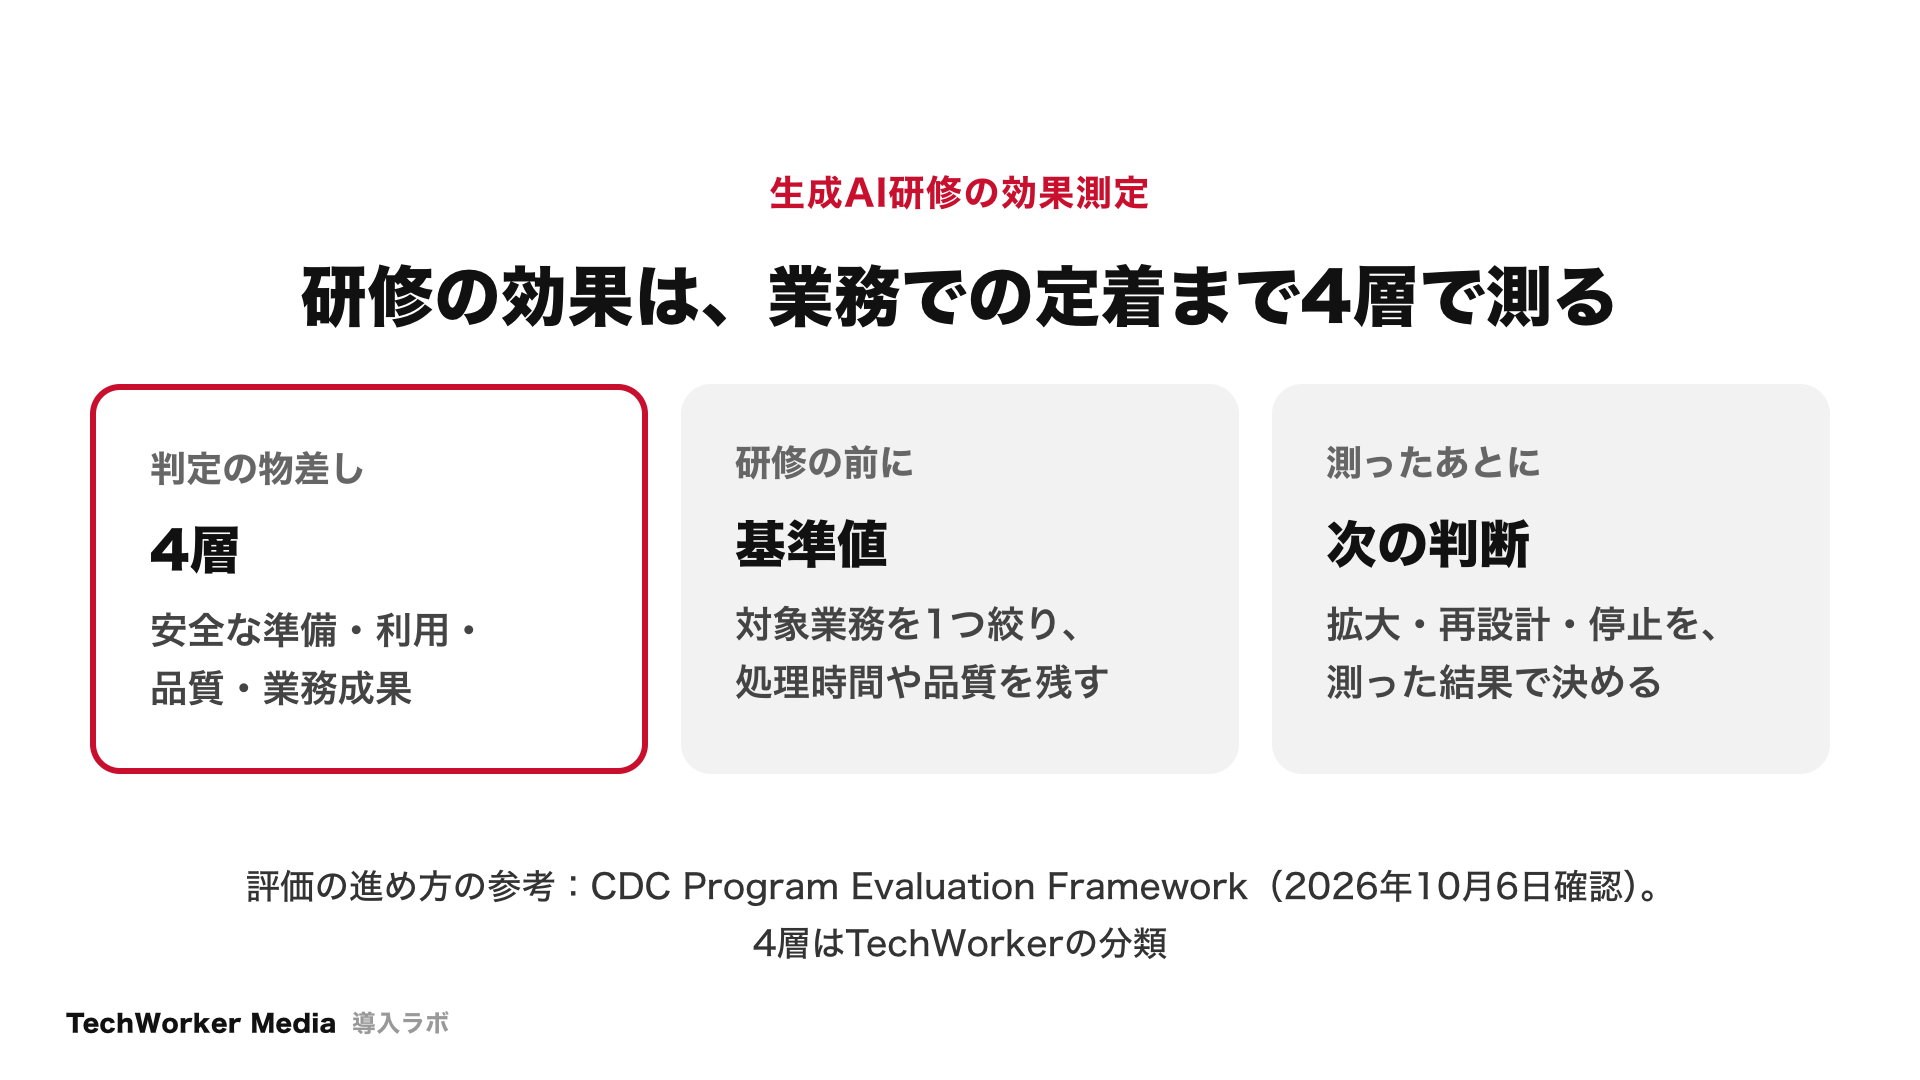 生成AI研修の効果測定
研修の効果は、業務での定着まで4層で測る
判定の物差し
4層
安全な準備・利用・
品質・業務成果
研修の前に
基準値
対象業務を1つ絞り、
処理時間や品質を残す
測ったあとに
次の判断
拡大・再設計・停止を、
測った結果で決める
評価の進め方の参考：CDC Program Evaluation Framework（2026年10月6日確認）。
4層はTechWorkerの分類
TechWorker Media 導入ラボ